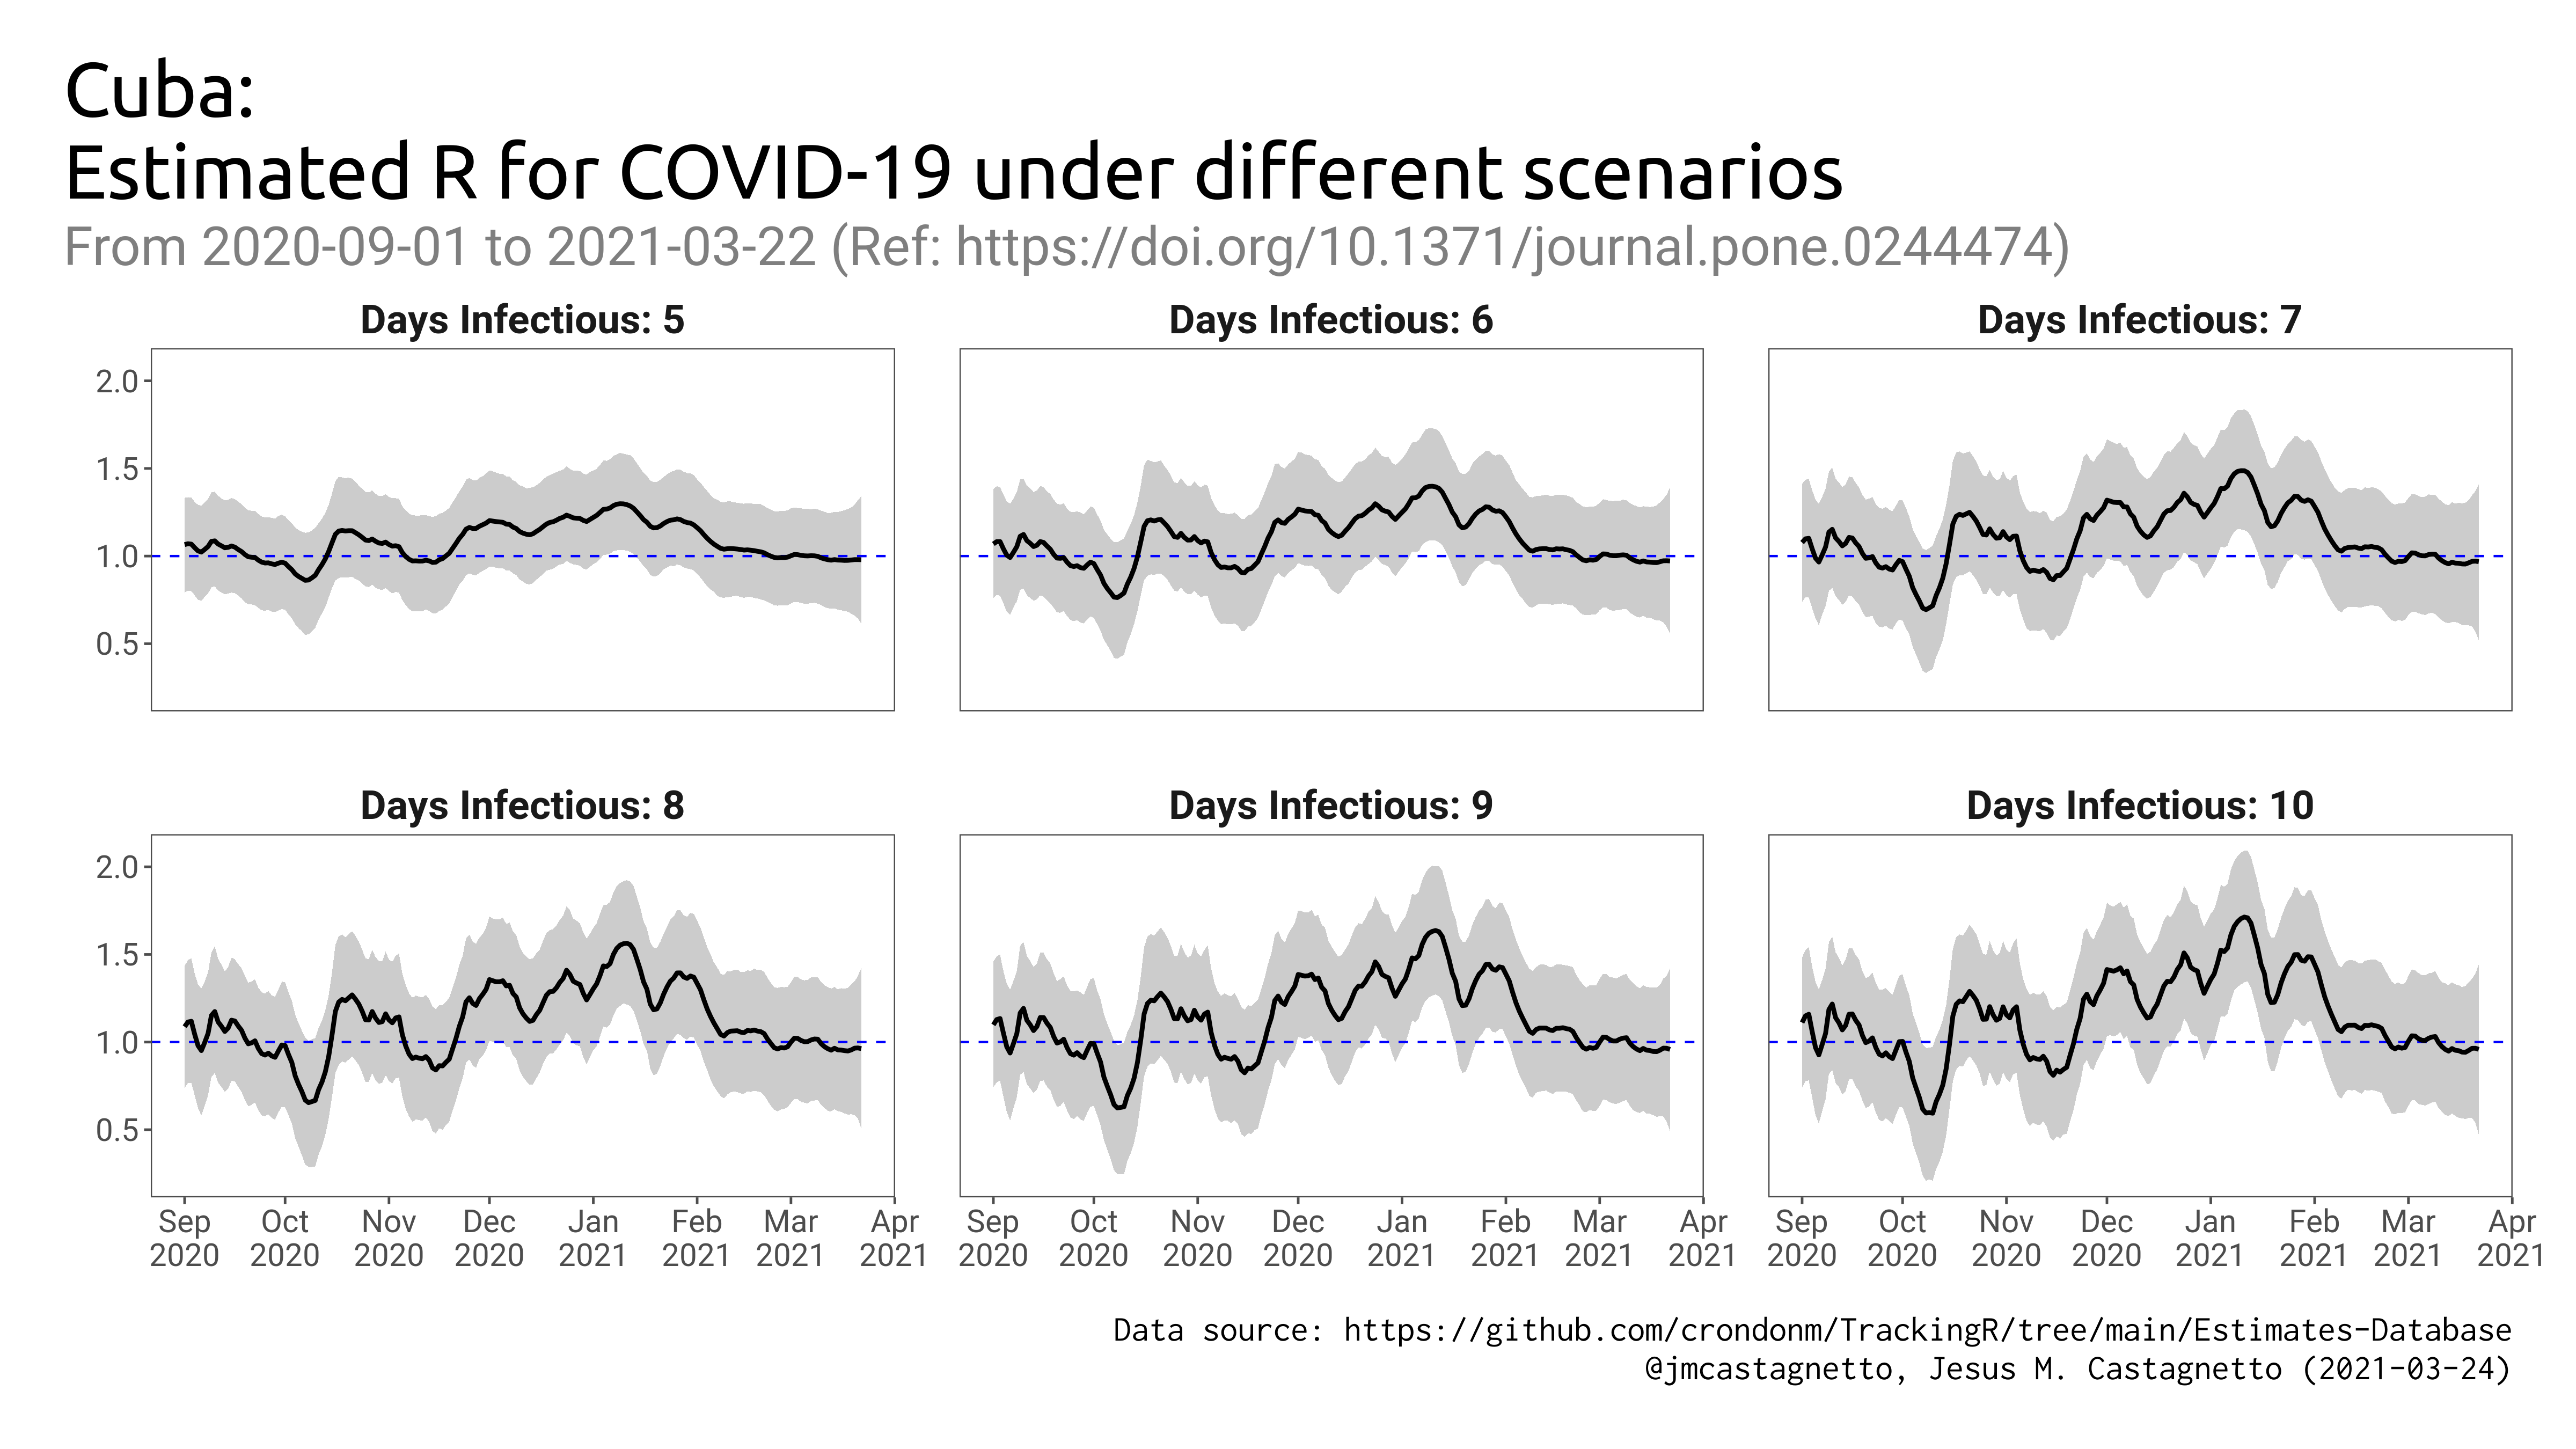 Cuba:
Estimated R for COVID-19 under different scenarios
From 2020-09-01 to 2021-03-22 (Ref: https://doi.org/10.1371/journal.pone.0244474)
Days Infectious: 5
Days Infectious: 6
Days Infectious: 7
2.0
1.5
1.0
0.5
Days Infectious: 8
Days Infectious: 9
Days Infectious: 10
2.0
1.5
1.0
0.5
Sep Oct Nov Dec Jan Feb Mar Apr
2020 2020 2020 2020 2021 2021 2021 2021
Sep Oct Nov Dec Jan Feb Mar Apr
2020 2020 2020 2020 2021 2021 2021 2021
Sep Oct Nov Dec Jan Feb Mar Apr
2020 2020 2020 2020 2021 2021 2021 2021
Data source: https://github.com/crondonm/TrackingR/tree/main/Estimates-Database
@jmcastagnetto, Jesus M. Castagnetto (2021-03-24)